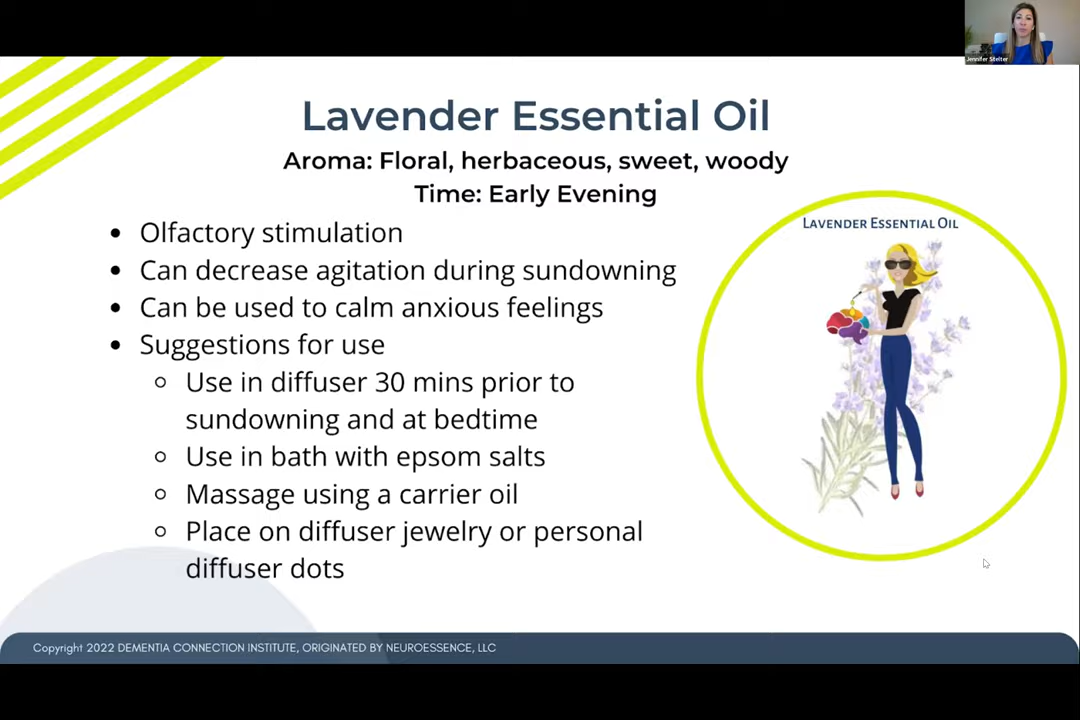 Jennifer Stelter
Lavender Essential Oil
Aroma: Floral, herbaceous, sweet, woody
Time: Early Evening
• Olfactory stimulation
• Can decrease agitation during sundowning
• Can be used to calm anxious feelings
• Suggestions for use
○ Use in diffuser 30 mins prior to
sundowning and at bedtime
○ Use in bath with epsom salts
○ Massage using a carrier oil
○ Place on diffuser jewelry or personal
diffuser dots
LAVENDER ESSENTIAL OIL
Copyright 2022 DEMENTIA CONNECTION INSTITUTE, ORIGINATED BY NEUROESSENCE, LLC